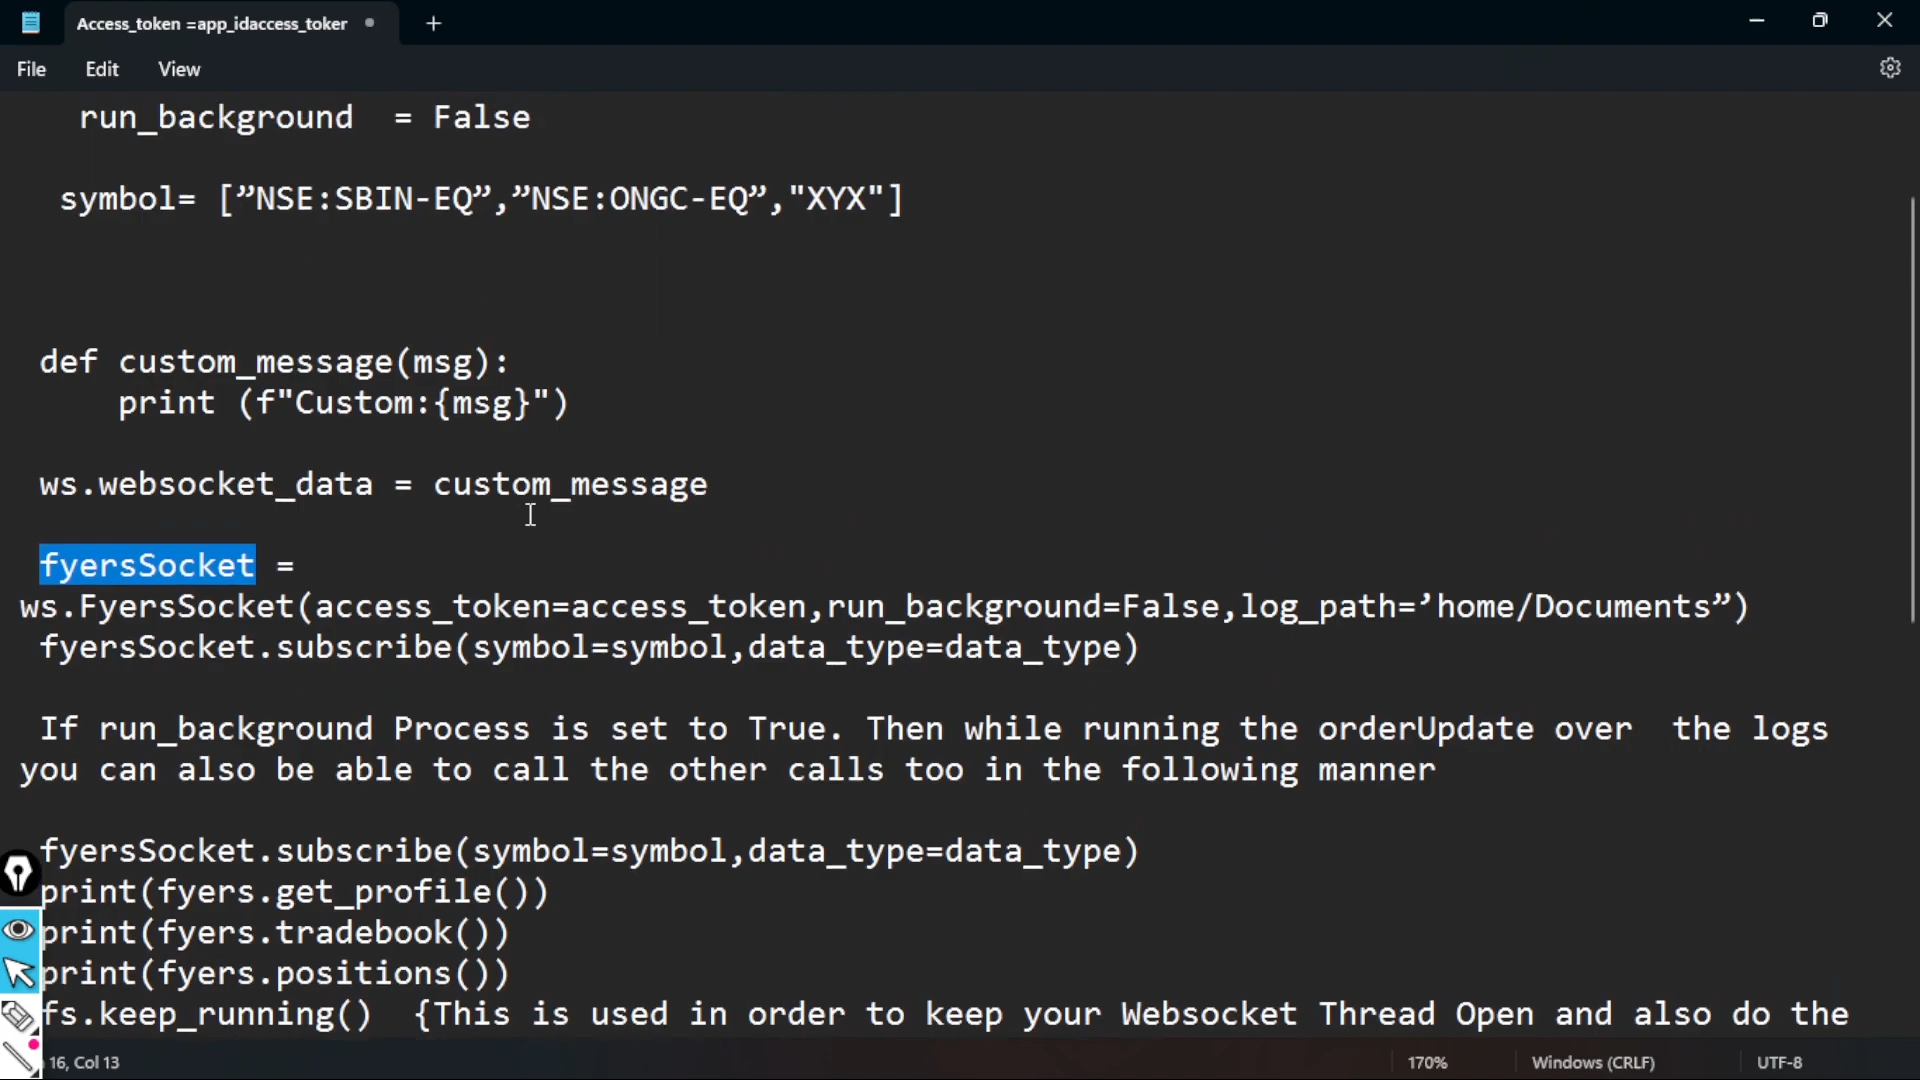 Access_token =app_idaccess_toker
File Edit View
run_background  = False
symbol= [”NSE:SBIN-EQ”,”NSE:ONGC-EQ”,"XYX"]
def custom_message(msg):
print (f"Custom:{msg}")
ws.websocket_data = custom_message
fyersSocket =
ws.FyersSocket(access_token=access_token,run_background=False,log_path=’home/Documents”)
fyersSocket.subscribe(symbol=symbol,data_type=data_type)
If run_background Process is set to True. Then while running the orderUpdate over  the logs
you can also be able to call the other calls too in the following manner
fyersSocket.subscribe(symbol=symbol,data_type=data_type)
print(fyers.get_profile())
print(fyers.tradebook())
print(fyers.positions())
fs.keep_running()  {This is used in order to keep your Websocket Thread Open and also do the
16, Col 13 170% Windows (CRLF) UTF-8